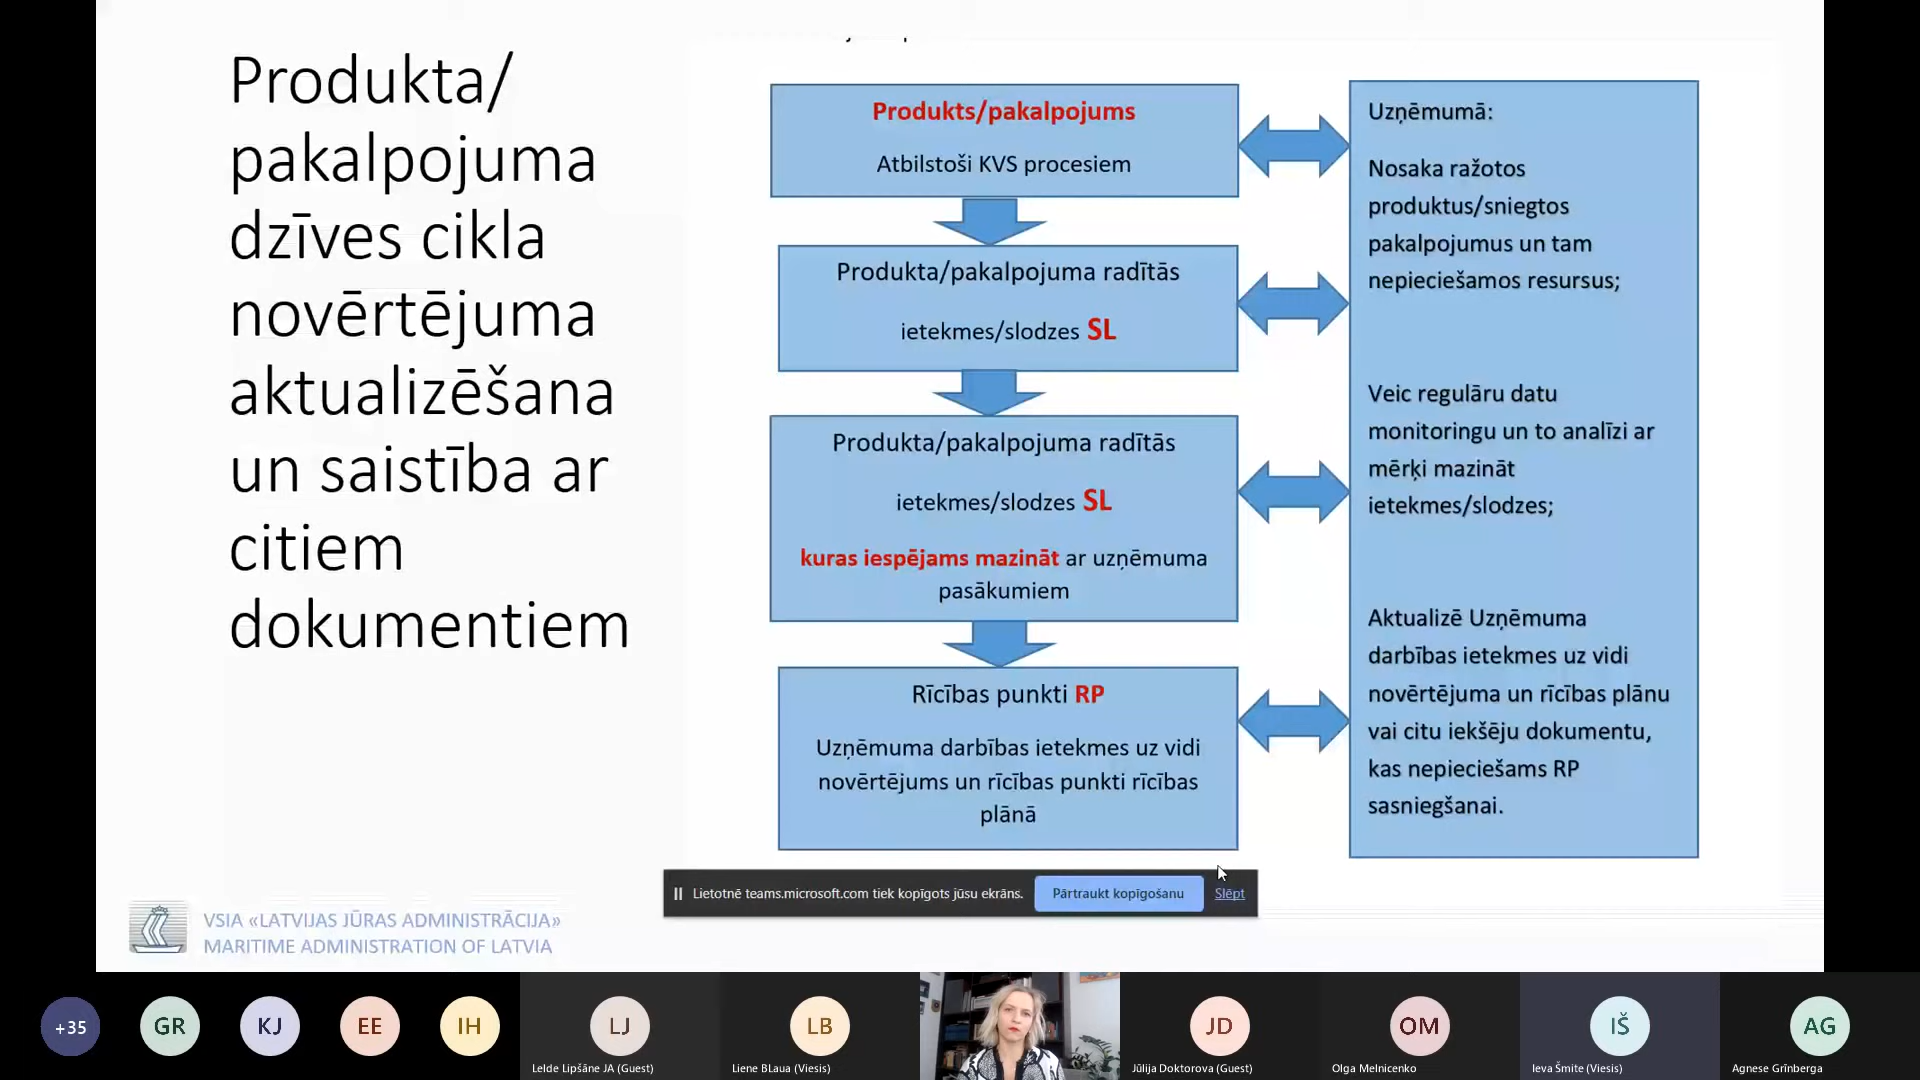 Produkta/
pakalpojuma
dzīves cikla
novērtējuma
aktualizēšana
un saistība ar
citiem
dokumentiem
Produkts/pakalpojums
Atbilstoši KVS procesiem
Produkta/pakalpojuma radītās
ietekmes/slodzes SL
Produkta/pakalpojuma radītās
ietekmes/slodzes SL
kuras iespējams mazināt ar uzņēmuma
pasākumiem
Rīcības punkti RP
Uzņēmuma darbības ietekmes uz vidi
novērtējums un rīcības punkti rīcības
plānā
Uzņēmumā:
Nosaka ražotos
produktus/sniegtos
pakalpojumus un tam
nepieciešamos resursus;
Veic regulāru datu
monitoringu un to analīzi ar
mērķi mazināt
ietekmes/slodzes;
Aktualizē Uzņēmuma
darbības ietekmes uz vidi
novērtējuma un rīcības plānu
vai citu iekšēju dokumentu,
kas nepieciešams RP
sasniegšanai.
Lietotnē teams.microsoft.com tiek kopīgots jūsu ekrāns.
Pārtraukt kopīgošanu
Slēpt
VSIA «LATVIJAS JŪRAS ADMINISTRĀCIJA»
MARITIME ADMINISTRATION OF LATVIA
+35
GR
KJ
EE
IH
LJ
Lelde Lipšāne JA (Guest)
LB
Liene BLaua (Viesis)
JD
Jūlija Doktorova (Guest)
OM
Olga Melnicenko
IŠ
Ieva Šmite (Viesis)
AG
Agnese Grīnberga